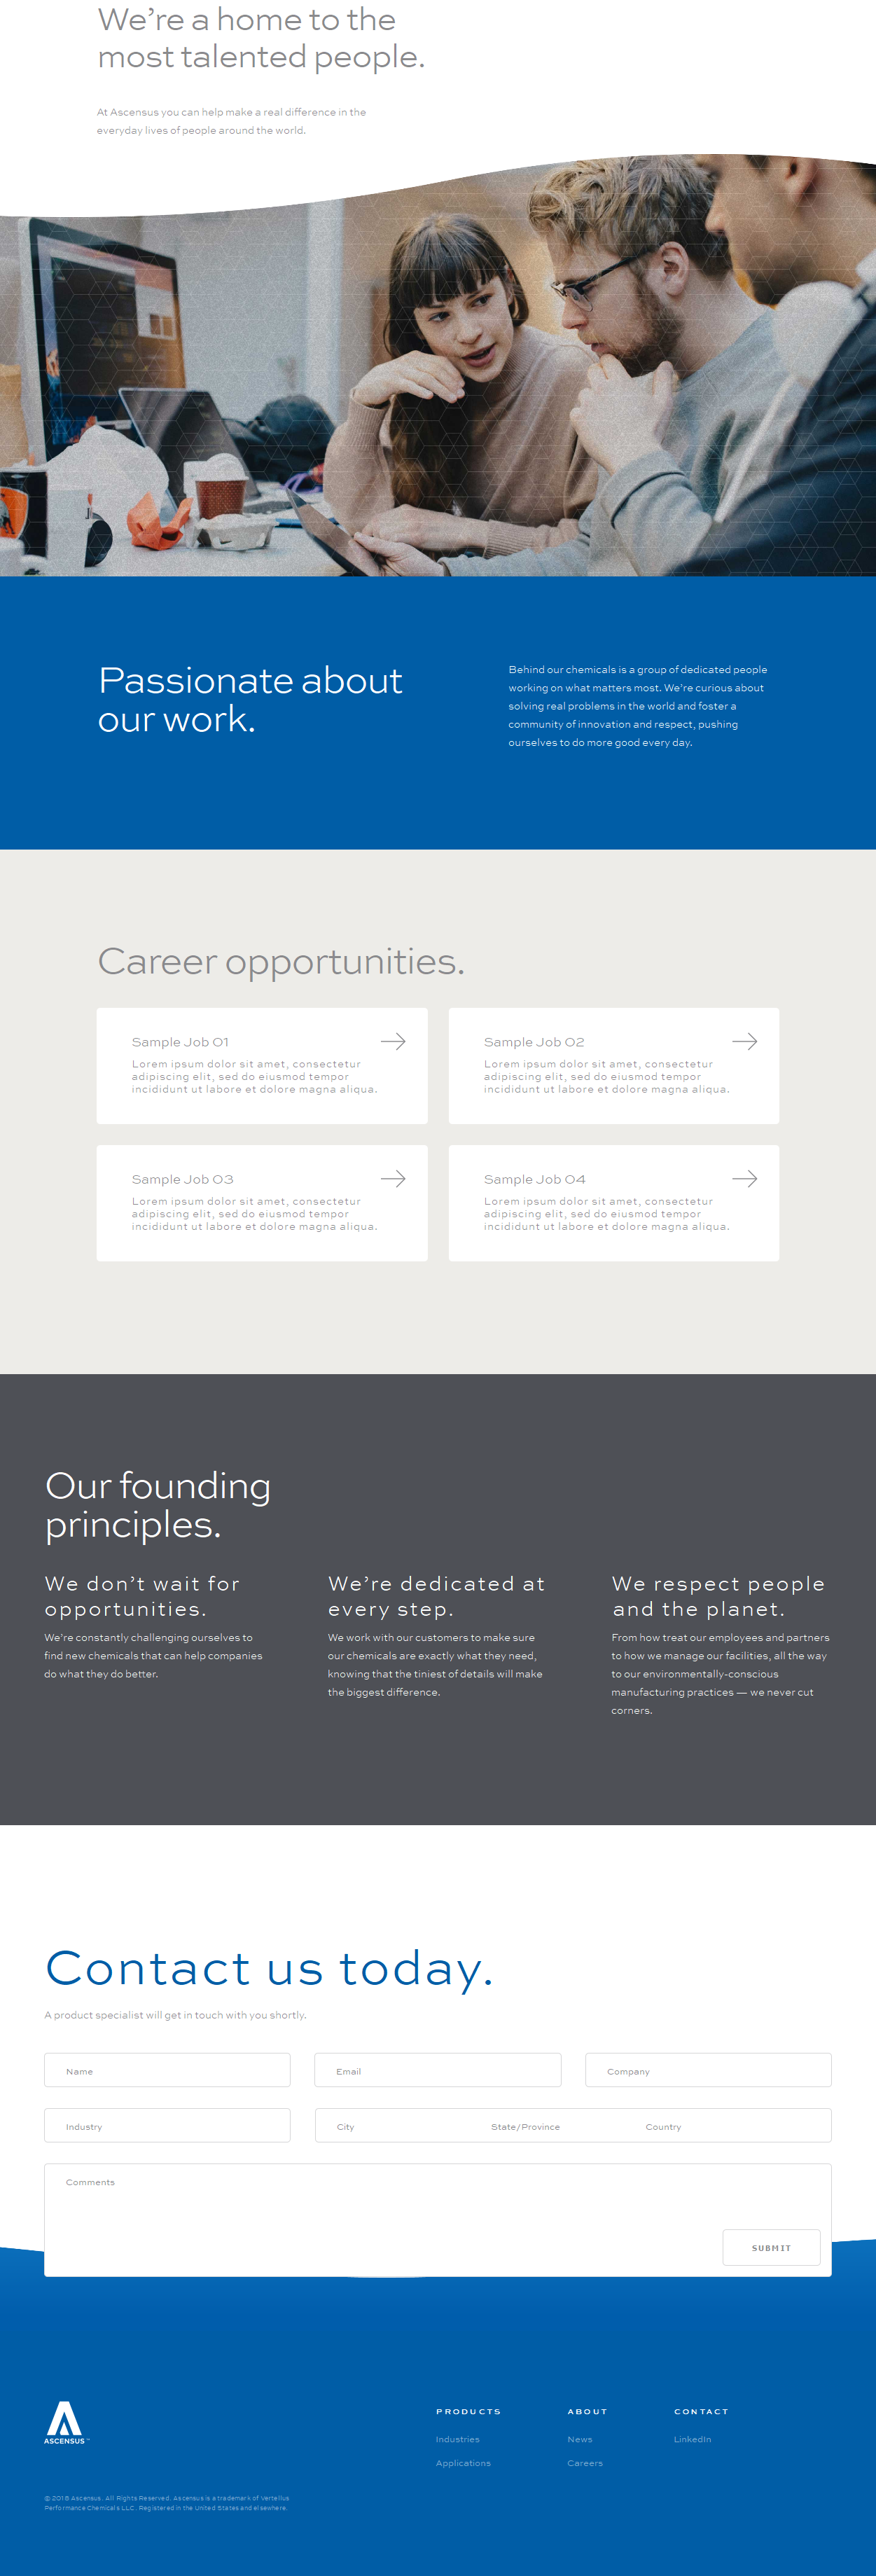 We're a home to the
most talented people.
At Ascensus you can help make a real difference in the
everyday lives of people around the world.
Passionate about
our work.
Behind our chemicals is a group of dedicated people
working on what matters most. We're curious about
solving real problems in the world and foster a
community of innovation and respect, pushing
ourselves to do more good every day.
Career opportunities.
Sample Job 01
Lorem ipsum dolor sit amet, consectetur
adipiscing elit, sed do eiusmod tempor
incididunt ut labore et dolore magna aliqua.
Sample Job 02
Lorem ipsum dolor sit amet, consectetur
adipiscing elit, sed do eiusmod tempor
incididunt ut labore et dolore magna aliqua.
Sample Job 03
Lorem ipsum dolor sit amet, consectetur
adipiscing elit, sed do eiusmod tempor
incididunt ut labore et dolore magna aliqua.
Sample Job 04
Lorem ipsum dolor sit amet, consectetur
adipiscing elit, sed do eiusmod tempor
incididunt ut labore et dolore magna aliqua.
Our founding
principles.
We don't wait for
opportunities.
We're constantly challenging ourselves to
find new chemicals that can help companies
do what they do better.
We're dedicated at
every step.
We work with our customers to make sure
our chemicals are exactly what they need,
knowing that the tiniest of details will make
the biggest difference.
We respect people
and the planet.
From how treat our employees and partners
to how we manage our facilities, all the way
to our environmentally-conscious
manufacturing practices — we never cut
corners.
Contact us today.
A product specialist will get in touch with you shortly.
Name
Email
Company
Industry
City
State/Province
Country
Comments
SUBMIT
ASCENSUS™
PRODUCTS
Industries
Applications
ABOUT
News
Careers
CONTACT
LinkedIn
©2018 Ascensus. All Rights Reserved. Ascensus is a trademark of Vertellus
Performance Chemicals LLC. Registered in the United States and elsewhere.